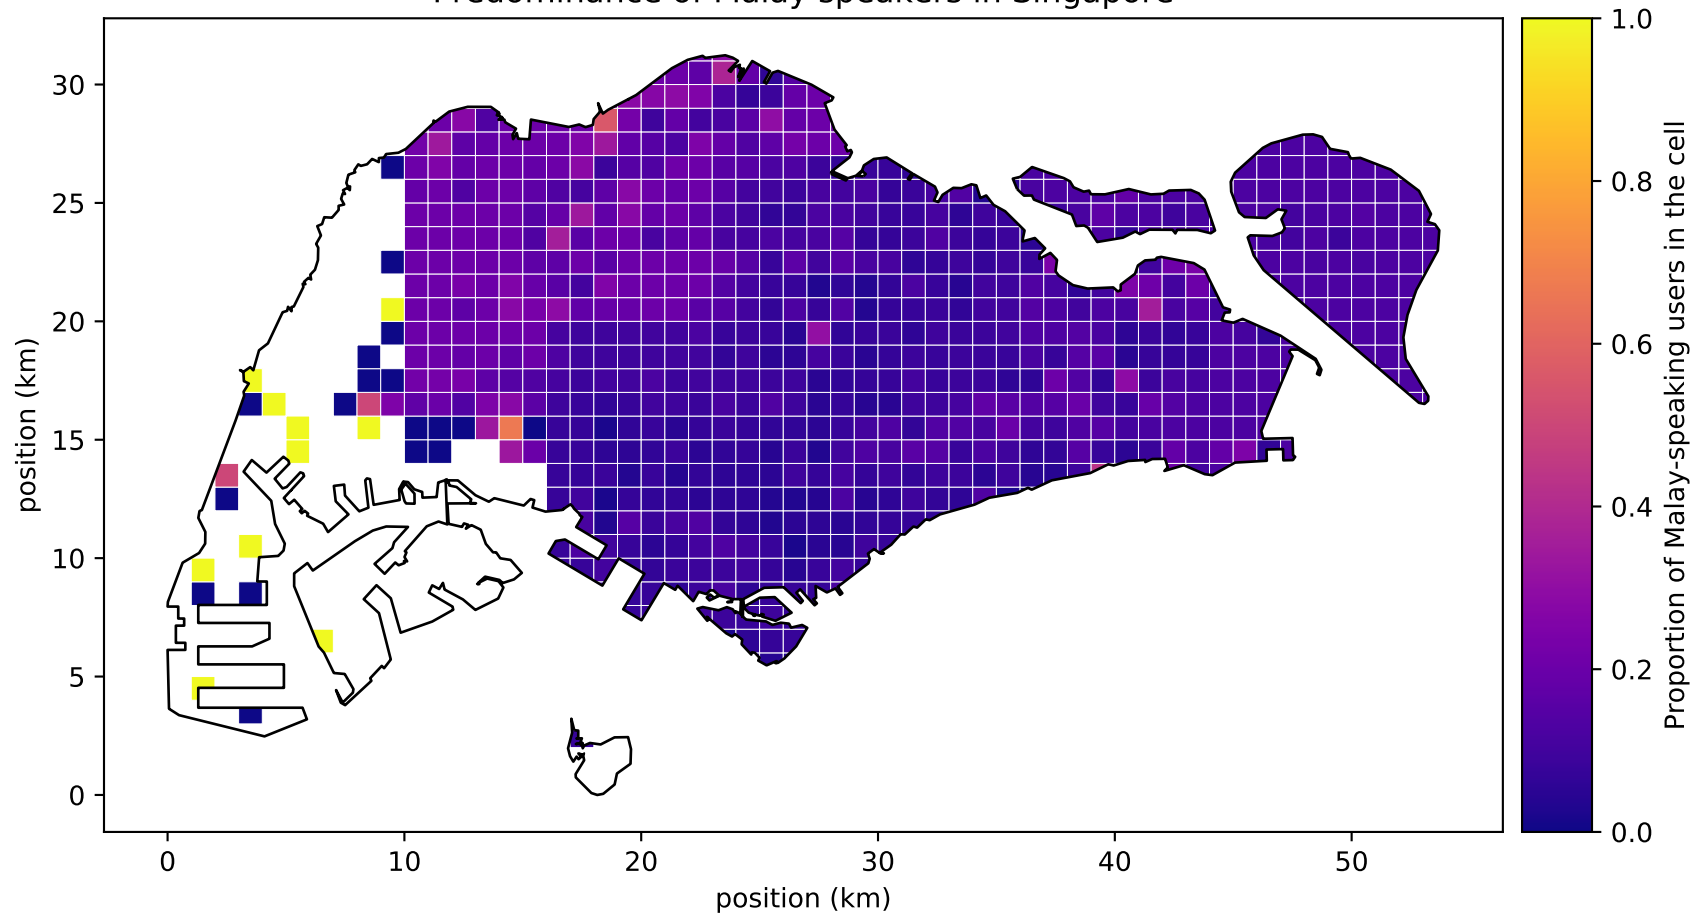 Predominance of Malay-speakers in Singapore
30
25
20
15
10
5
0
position (km)
0 10 20 30 40 50
position (km)
1.0
0.8
0.6
0.4
0.2
0.0
Proportion of Malay-speaking users in the cell